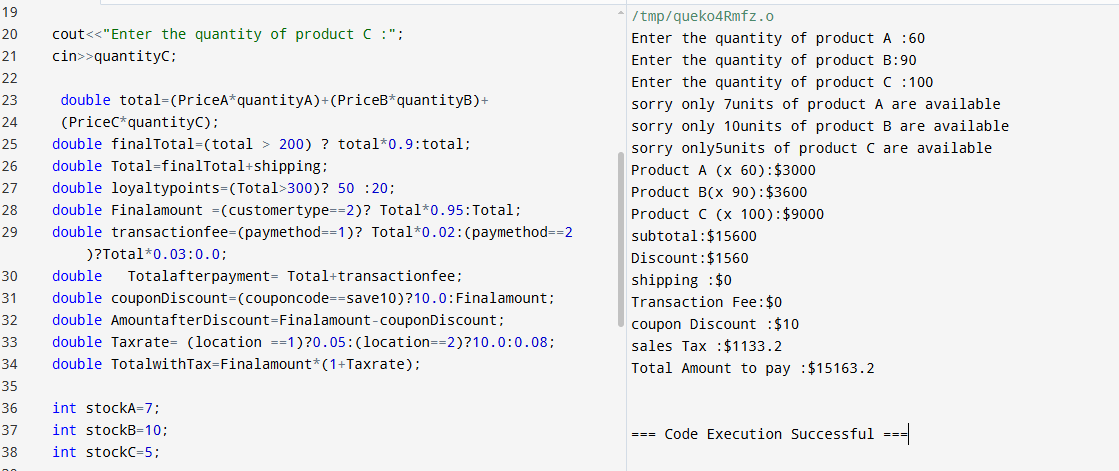 19
20 cout<<"Enter the quantity of product C :";
21 cin>>quantityC;
22
23 double total=(PriceA*quantityA)+(PriceB*quantityB)+
24 (PriceC*quantityC);
25 double finalTotal=(total > 200) ? total*0.9:total;
26 double Total=finalTotal+shipping;
27 double loyaltypoints=(Total>300)? 50 :20;
28 double Finalamount =(customertype==2)? Total*0.95:Total;
29 double transactionfee=(paymethod==1)? Total*0.02:(paymethod==2
)?Total*0.03:0.0;
30 double Totalafterpayment= Total+transactionfee;
31 double couponDiscount=(couponcode==save10)?10.0:Finalamount;
32 double AmountafterDiscount=Finalamount-couponDiscount;
33 double Taxrate= (location ==1)?0.05:(location==2)?10.0:0.08;
34 double TotalwithTax=Finalamount*(1+Taxrate);
35
36 int stockA=7;
37 int stockB=10;
38 int stockC=5;
/tmp/queko4Rmfz.o
Enter the quantity of product A :60
Enter the quantity of product B:90
Enter the quantity of product C :100
sorry only 7units of product A are available
sorry only 10units of product B are available
sorry only5units of product C are available
Product A (x 60):$3000
Product B(x 90):$3600
Product C (x 100):$9000
subtotal:$15600
Discount:$1560
shipping :$0
Transaction Fee:$0
coupon Discount :$10
sales Tax :$1133.2
Total Amount to pay :$15163.2
=== Code Execution Successful ===